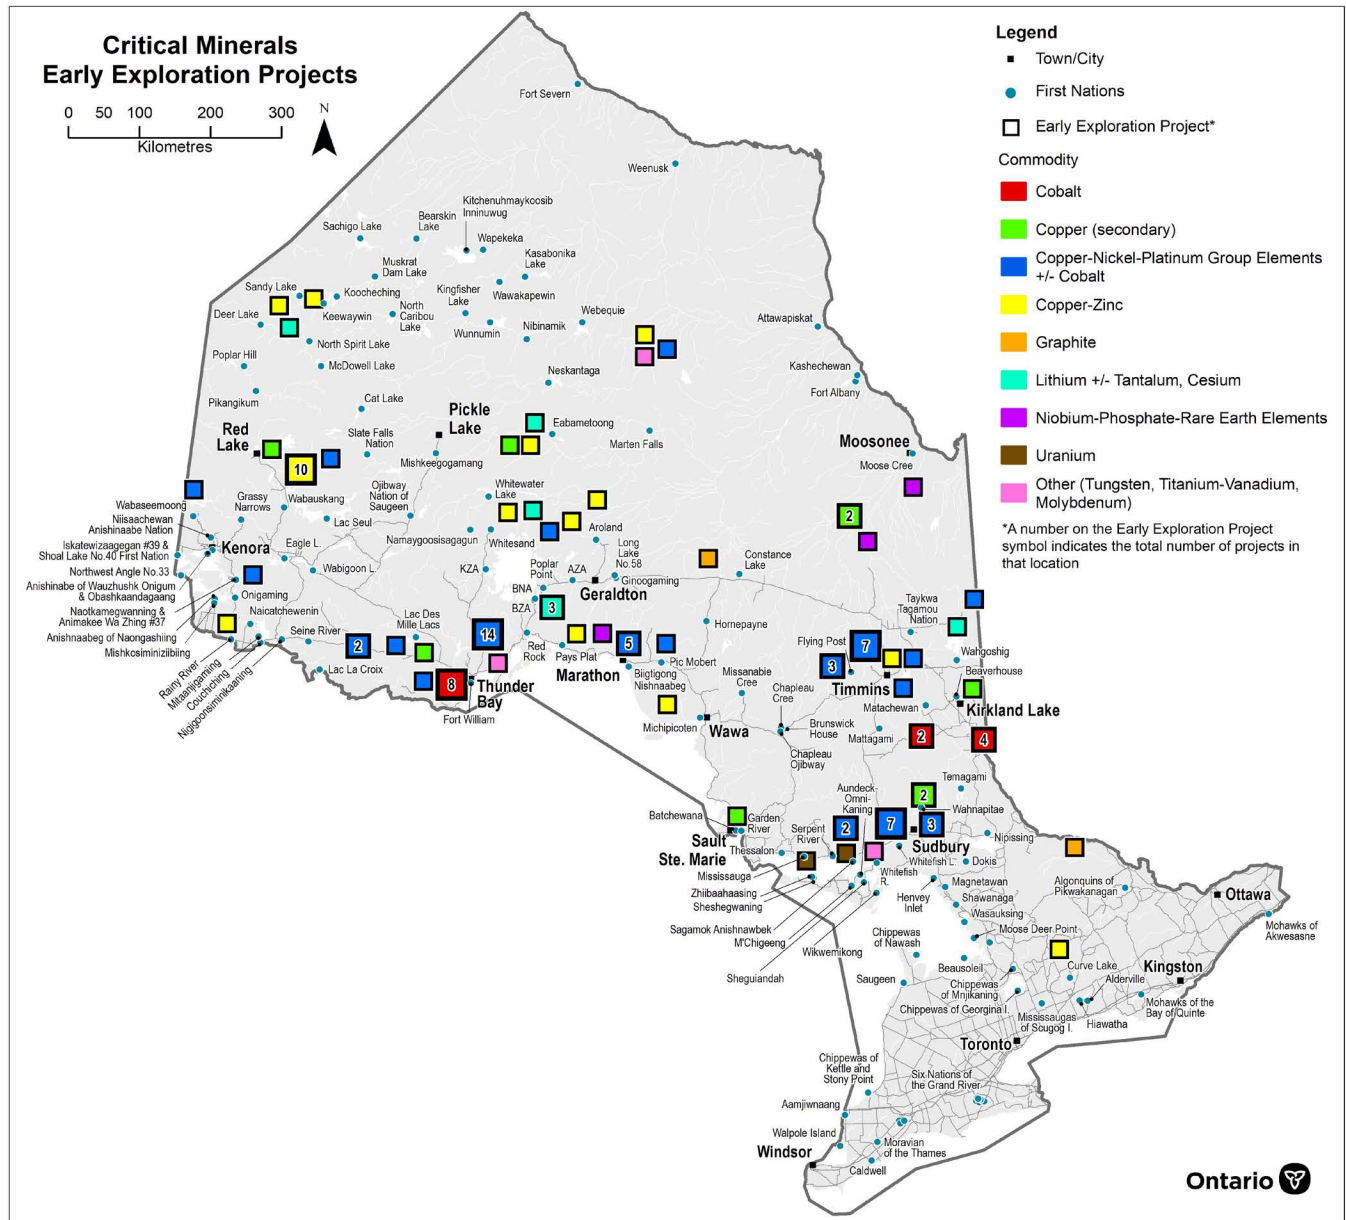 Critical Minerals
Early Exploration Projects
0 50 100 200 300
Kilometres
N
Legend
Town/City
First Nations
Early Exploration Project*
Commodity
Cobalt
Copper (secondary)
Copper-Nickel-Platinum Group Elements
+/- Cobalt
Copper-Zinc
Graphite
Lithium +/- Tantalum, Cesium
Niobium-Phosphate-Rare Earth Elements
Uranium
Other (Tungsten, Titanium-Vanadium,
Molybdenum)
*A number on the Early Exploration Project
symbol indicates the total number of projects in
that location
Fort Severn
Weenusk
Kitchenuhmaykoosib
Inninuwug
Bearskin
Lake
Sachigo Lake
Wapekeka
Kasabonika
Lake
Muskrat
Dam Lake
Sandy Lake
Koocheching
Kingfisher
Lake
Wawakapewin
Deer Lake
Keewaywin
North
Caribou
Lake
Wunnumin
Nibinamik
Webequie
Attawapiskat
North Spirit Lake
Poplar Hill
McDowell Lake
Neskantaga
Kashechewan
Fort Albany
Pikangikum
Cat Lake
Pickle
Lake
Eabametoong
Marten Falls
Red
Lake
Slate Falls
Nation
Mishkeegogamang
Moosonee
Moose Cree
10
2
Wabaseemoong
Grassy
Narrows
Wabauskang
Ojibway
Nation of
Saugeen
Whitewater
Lake
Niisaachewan
Anishinaabe Nation
Lac Seul
Namaygoosisagagun
Whitesand
Aroland
Iskatewizaagegan #39 &
Shoal Lake No.40 First Nation
Kenora
Eagle L.
Long
Lake
No.58
Constance
Lake
Northwest Angle No.33
Wabigoon L.
KZA
Poplar
Point
AZA
Ginoogaming
Anishinabe of Wauzhushk Onigum
& Obashkaandagaang
Onigaming
BNA
Geraldton
Naotkamegwanning &
Animakee Wa Zhing #37
Naicatchewenin
Lac Des
Mille Lacs
BZA
3
Hornepayne
Taykwa
Tagamou
Nation
Anishnaabeg of Naongashiing
Seine River
14
Flying Post
7
Mishkosiminiziibiing
2
Red
Rock
Pays Plat
5
Pic Mobert
Wahgoshig
Rainy River
Mitaanjigaming
Couchiching
Nigigoonsiminikaaning
Lac La Croix
8
Thunder
Bay
Fort William
Marathon
Biigtigong
Nishnaabeg
Missanabie
Cree
3
Timmins
Beaverhouse
Chapleau
Cree
Matachewan
Kirkland Lake
Michipicoten
Wawa
Brunswick
House
Mattagami
2
4
Chapleau
Ojibway
Temagami
Aundeck-
Omni-
Kaning
2
Wahnapitae
Batchewana
Garden
River
Serpent
River
2
7
3
Nipissing
Sault
Ste. Marie
Thessalon
Sudbury
Whitefish L.
Dokis
Mississauga
Whitefish
R.
Magnetawan
Algonquins of
Pikwakanagan
Ottawa
Zhiibaahaasing
Sheshegwaning
Henvey
Inlet
Shawanaga
Wasauksing
Sagamok Anishnawbek
M'Chigeeng
Wikwemikong
Chippewas
of Nawash
Moose Deer Point
Mohawks of
Akwesasne
Sheguiandah
Saugeen
Beausoleil
Curve Lake
Kingston
Chippewas
of Mnjikaning
Alderville
Chippewas of Georgina I.
Mississaugas
of Scugog I.
Hiawatha
Mohawks of the
Bay of Quinte
Toronto
Chippewas of
Kettle and
Stony Point
Six Nations of
the Grand River
Aamjiwnaang
Walpole Island
Moravian
of the Thames
Windsor
Caldwell
Ontario